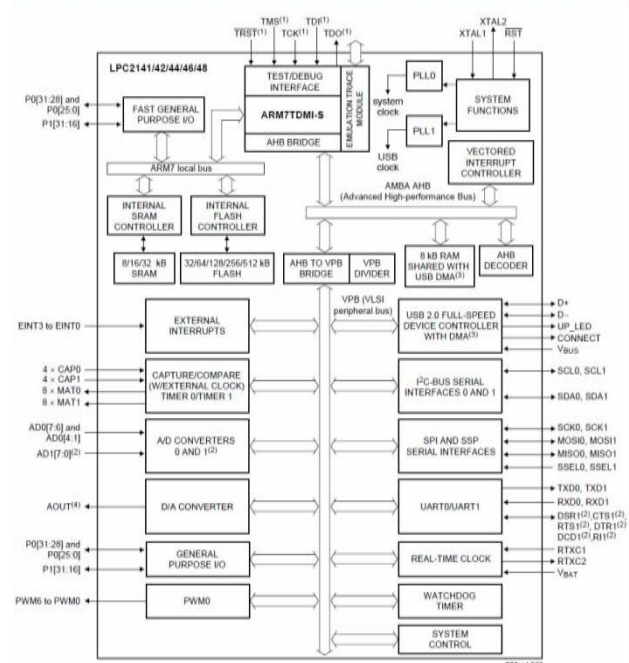 TMS(1) TDI(1)
TRST(1) TCK(1) TDO(1)
XTAL2
XTAL1 RST
LPC2141/42/44/46/48
P0[31:28] and
P0[25:0]
P1[31:16]
FAST GENERAL
PURPOSE I/O
TEST/DEBUG
INTERFACE
ARM7TDMI-S
AHB BRIDGE
EMULATION TRACE
MODULE
PLL0
system
clock
PLL1
USB
clock
SYSTEM
FUNCTIONS
VECTORED
INTERRUPT
CONTROLLER
ARM7 local bus
AMBA AHB
(Advanced High-performance Bus)
INTERNAL
SRAM
CONTROLLER
INTERNAL
FLASH
CONTROLLER
8/16/32 kB
SRAM
32/64/128/256/512 kB
FLASH
AHB TO VPB
BRIDGE
VPB
DIVIDER
8 kB RAM
SHARED WITH
USB DMA(3)
AHB
DECODER
VPB (VLSI
peripheral bus)
EINT3 to EINT0
EXTERNAL
INTERRUPTS
USB 2.0 FULL-SPEED
DEVICE CONTROLLER
WITH DMA(3)
D+
D−
UP_LED
CONNECT
VBUS
4 × CAP0
4 × CAP1
8 × MAT0
8 × MAT1
CAPTURE/COMPARE
(W/EXTERNAL CLOCK)
TIMER 0/TIMER 1
I2C-BUS SERIAL
INTERFACES 0 AND 1
SCL0, SCL1
SDA0, SDA1
AD0[7:6] and
AD0[4:1]
AD1[7:0](2)
A/D CONVERTERS
0 AND 1(2)
SPI AND SSP
SERIAL INTERFACES
SCK0, SCK1
MOSI0, MOSI1
MISO0, MISO1
SSEL0, SSEL1
AOUT(4)
D/A CONVERTER
UART0/UART1
TXD0, TXD1
RXD0, RXD1
DSR1(2),CTS1(2),
RTS1(2), DTR1(2)
DCD1(2),RI1(2)
P0[31:28] and
P0[25:0]
P1[31:16]
GENERAL
PURPOSE I/O
REAL-TIME CLOCK
RTXC1
RTXC2
VBAT
PWM6 to PWM0
PWM0
WATCHDOG
TIMER
SYSTEM
CONTROL